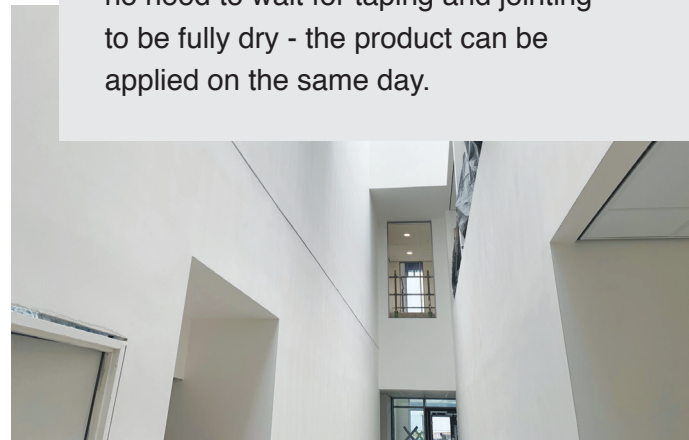 no need to wait for taping and jointing
to be fully dry - the product can be
applied on the same day.